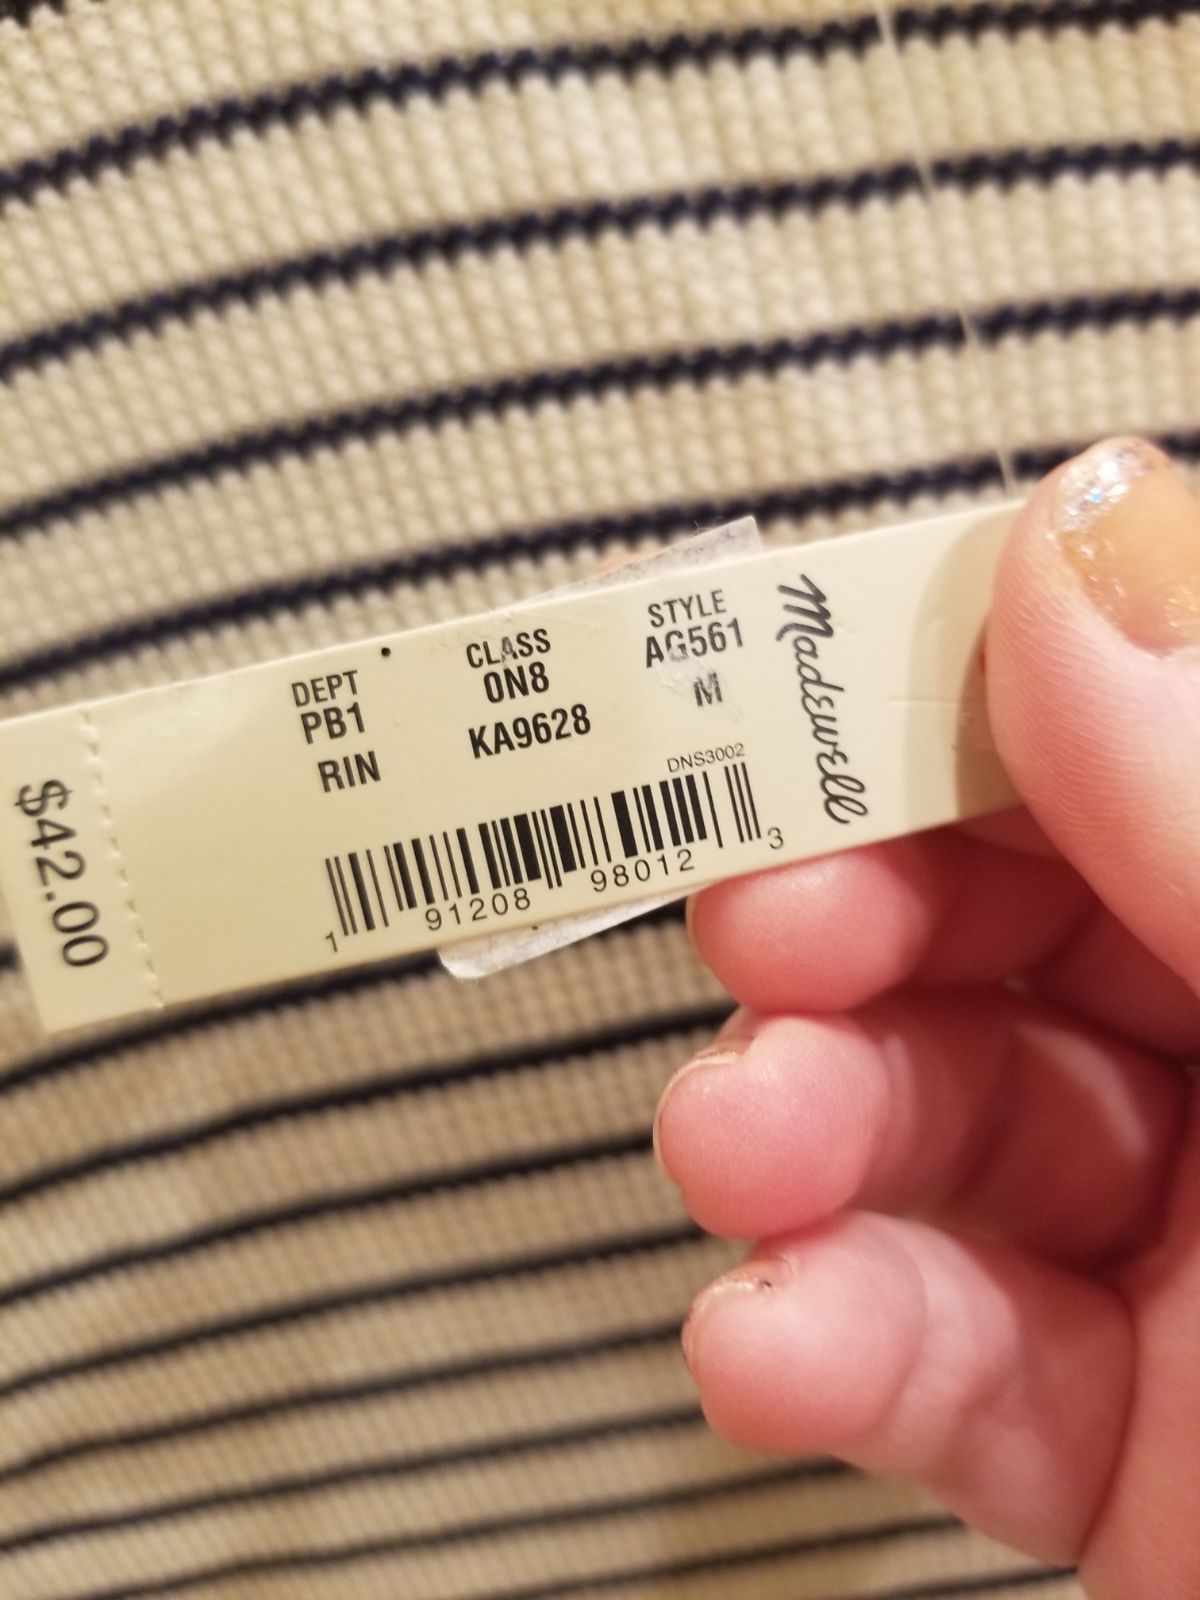 Madewell
DEPT CLASS STYLE
PB1 0N8 AG561
RIN KA9628 M
DNS3002
1 91208 98012 3
$42.00